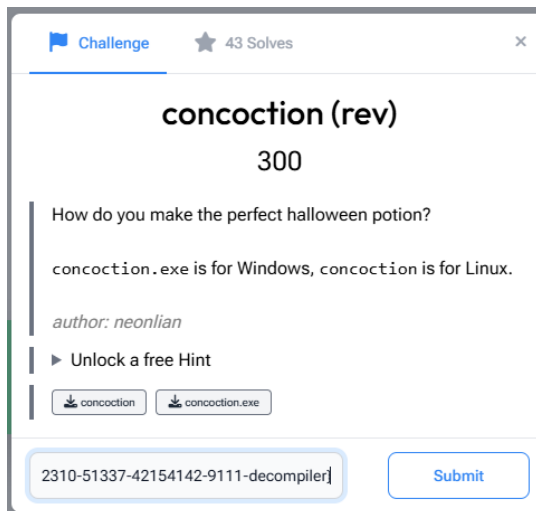 Challenge
43 Solves
×
concoction (rev)
300
How do you make the perfect halloween potion?
concoction.exe is for Windows, concoction is for Linux.
author: neonlian
Unlock a free Hint
concoction
concoction.exe
2310-51337-42154142-9111-decompiler}
Submit